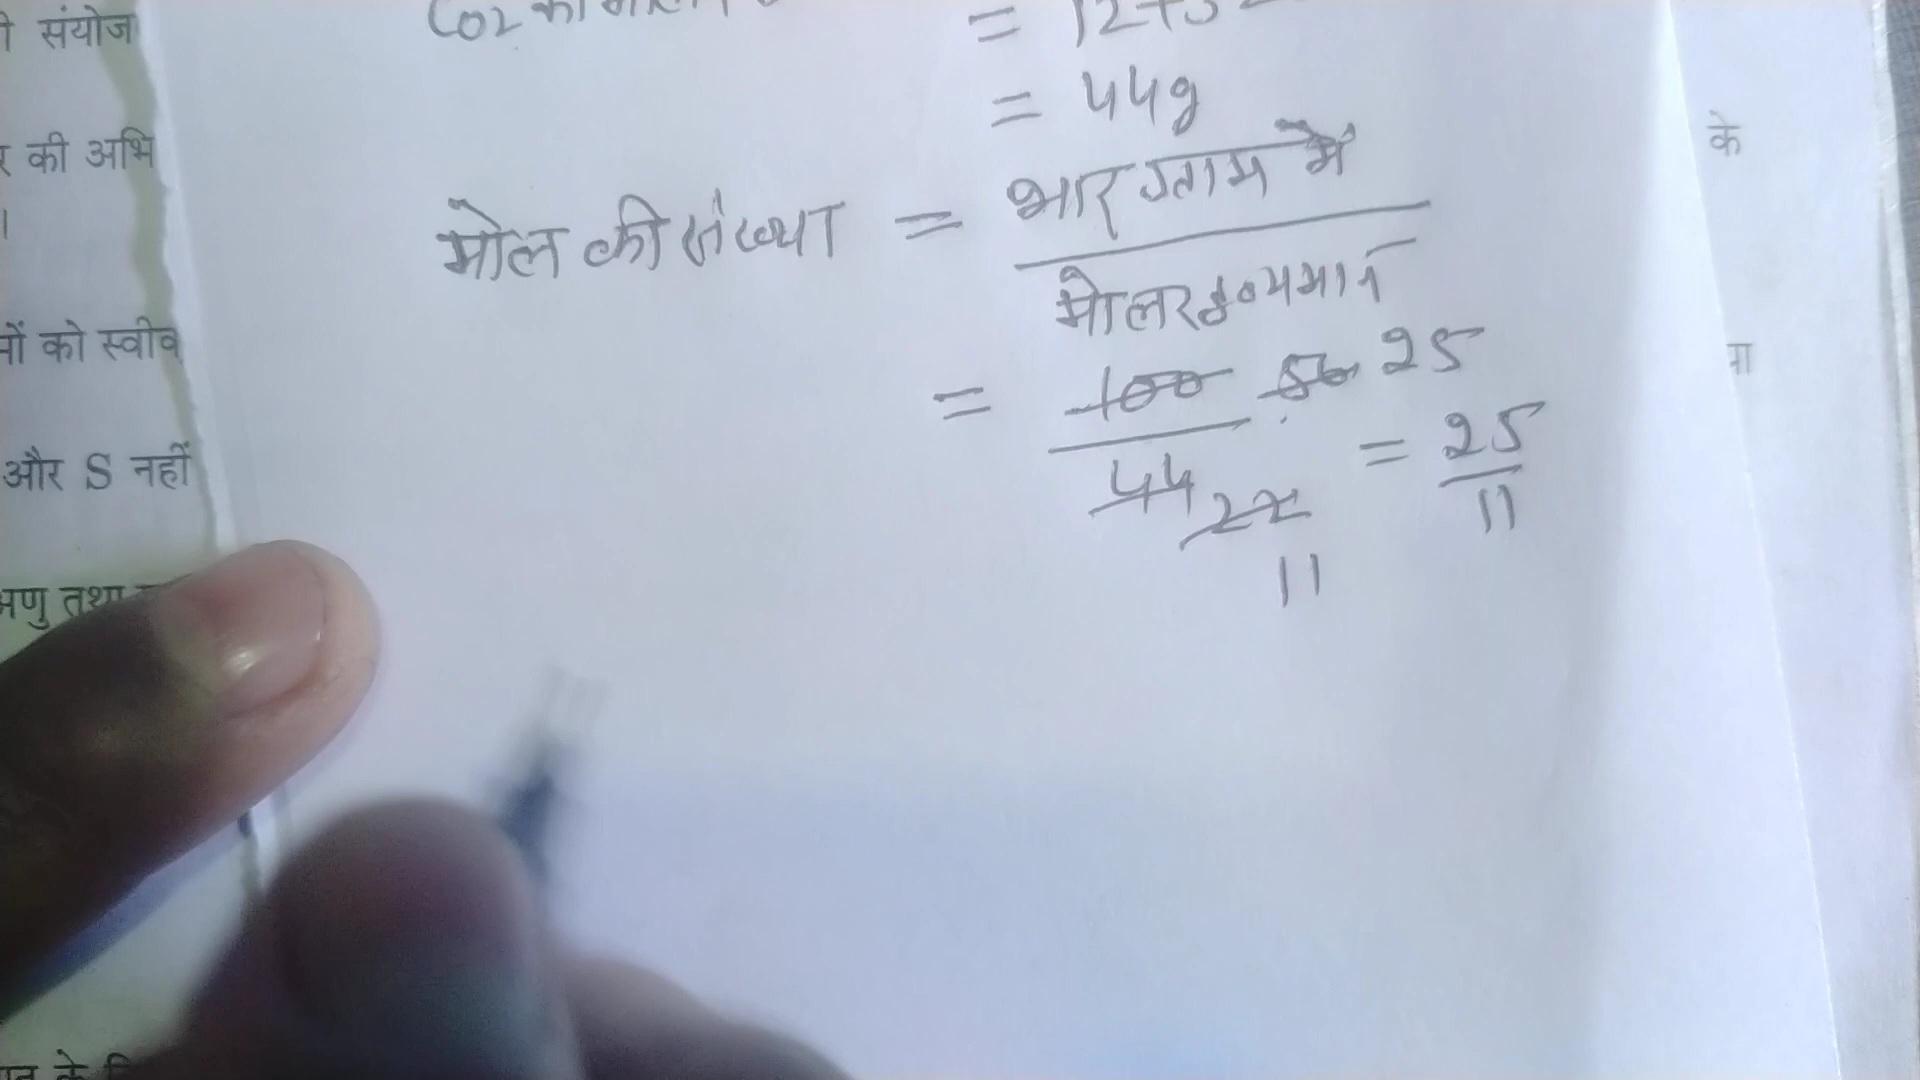 संयोज
CO2 का
= 12+3
= 44g
की अभि
के
मोल की संख्या = भार ग्राम में
मोलर द्रव्यमान
को स्वीव
= 100 50 25
44 22 = 25
11
11
और S नहीं
तथा
के